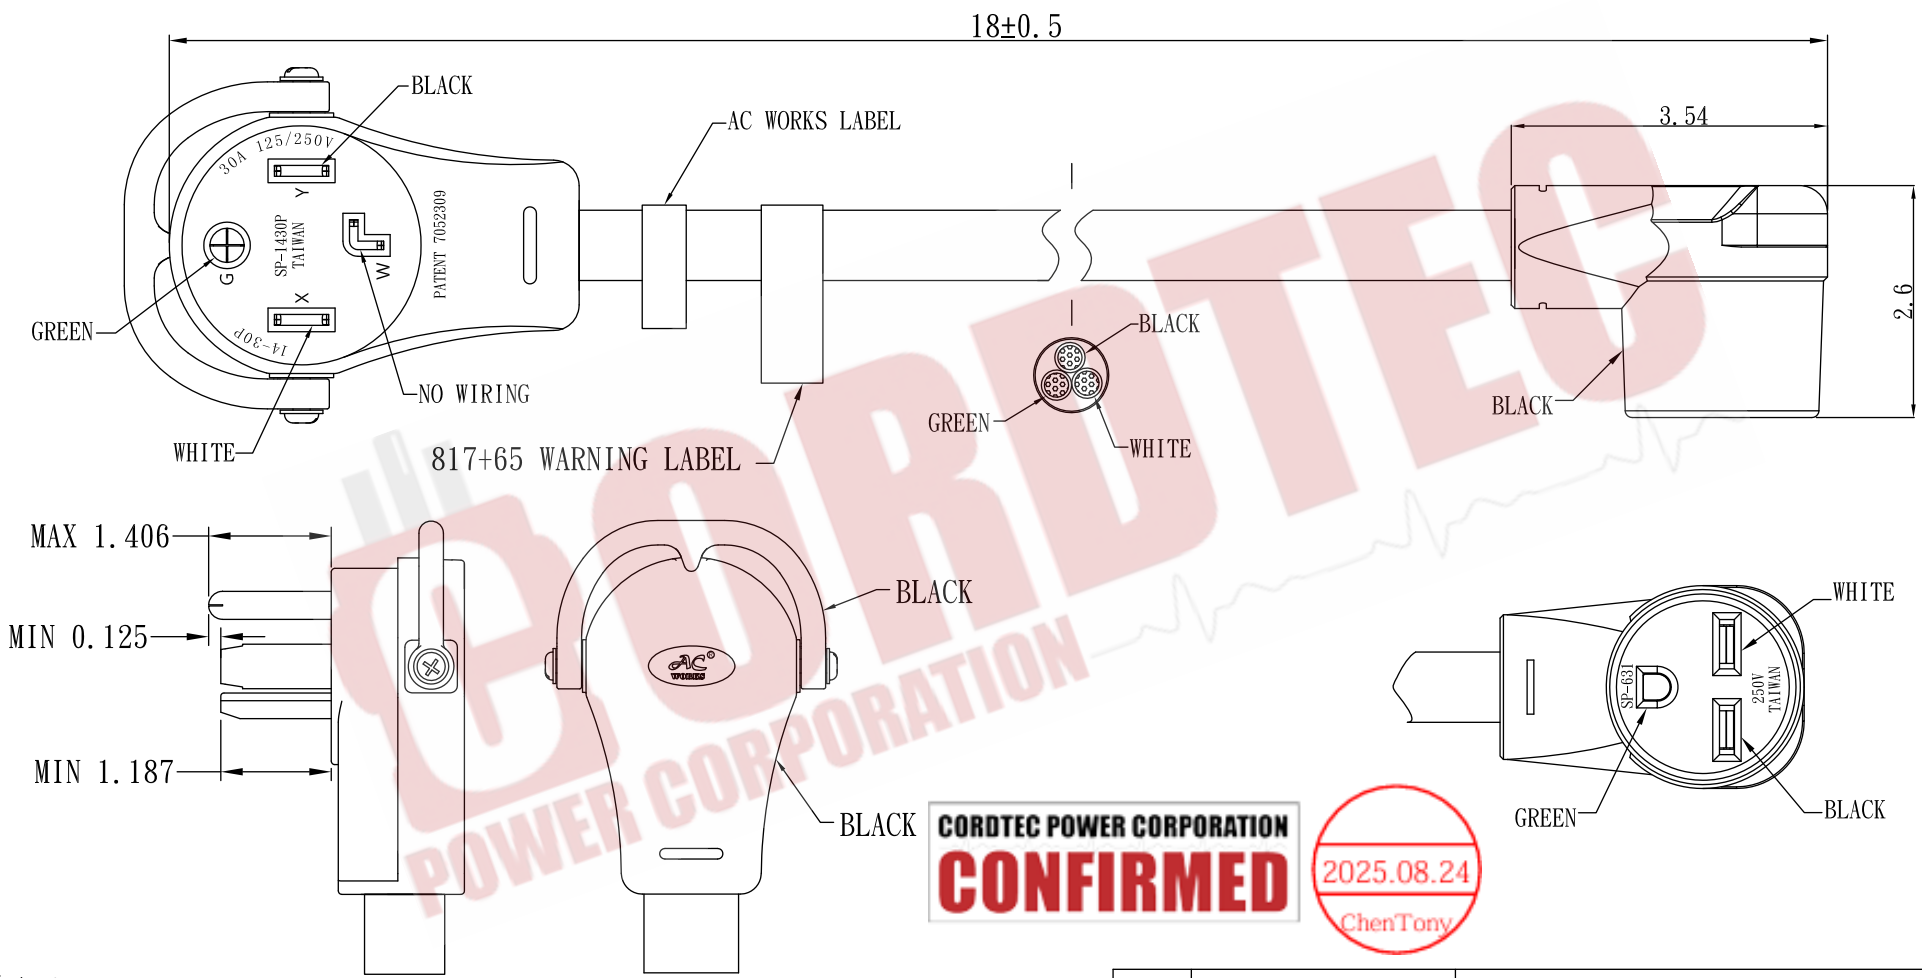 18±0.5
BLACK
AC WORKS LABEL
3.54
30A 125/250V
Y
SP-1430P
TAIWAN
G
W
X
14-30P
PATENT 7052309
2.6
GREEN
NO WIRING
WHITE
817+65 WARNING LABEL
BLACK
GREEN
WHITE
BLACK
CORDTEC
POWER CORPORATION
MAX 1.406
MIN 0.125
MIN 1.187
BLACK
AC®
WORKS
BLACK
WHITE
SP-631
250V
TAIWAN
GREEN
BLACK
CORDTEC POWER CORPORATION
CONFIRMED
2025.08.24
ChenTony